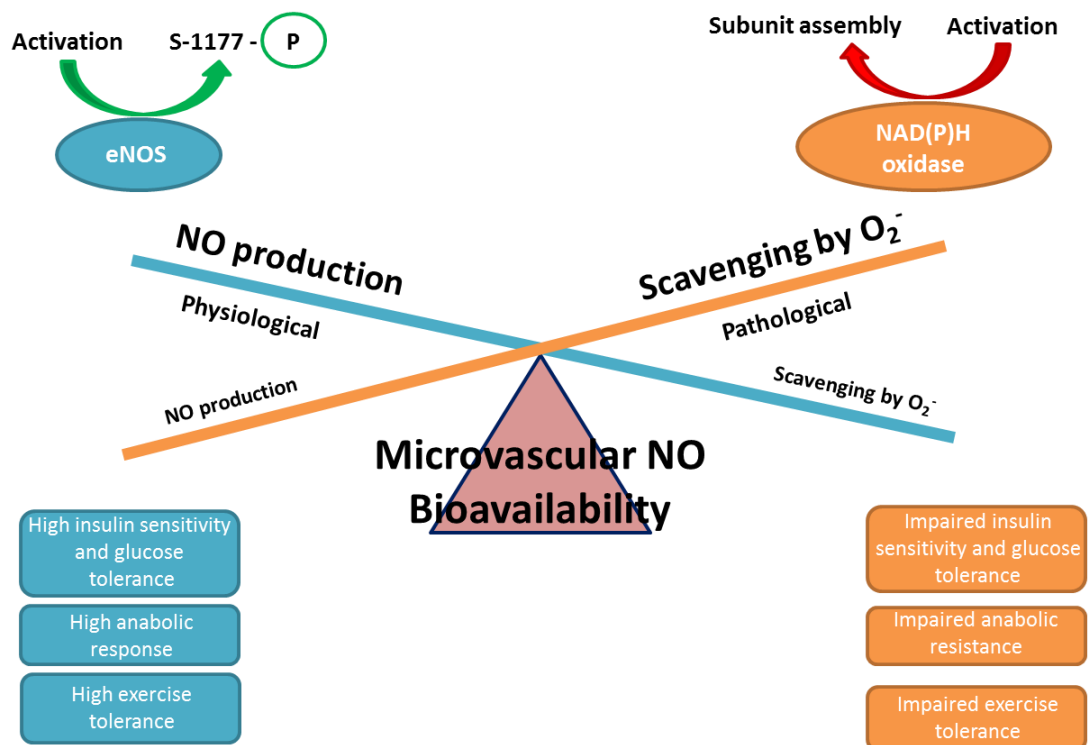 Activation S-1177 - P
eNOS
Subunit assembly Activation
NAD(P)H
oxidase
NO production
Physiological
NO production
Scavenging by O₂⁻
Pathological
Scavenging by O₂⁻
Microvascular NO
Bioavailability
High insulin sensitivity
and glucose
tolerance
High anabolic
response
High exercise
tolerance
Impaired insulin
sensitivity and glucose
tolerance
Impaired anabolic
resistance
Impaired exercise
tolerance